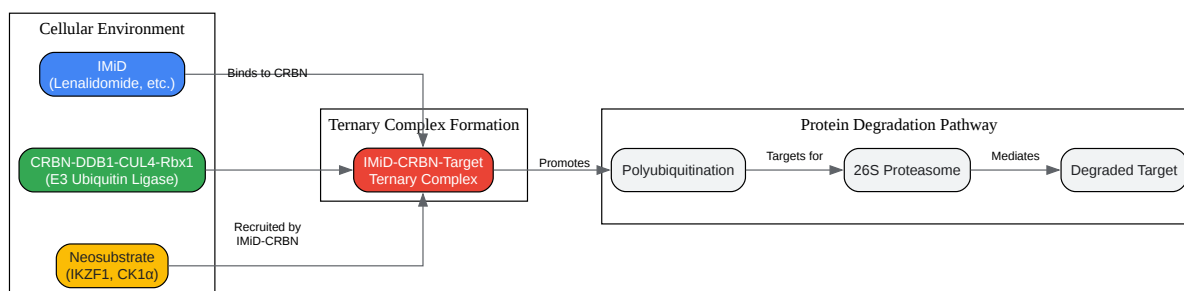 Cellular Environment
IMiD
(Lenalidomide, etc.)
Binds to CRBN
CRBN-DDB1-CUL4-Rbx1
(E3 Ubiquitin Ligase)
Recruited by
IMiD-CRBN
Neosubstrate
(IKZF1, CK1α)
Ternary Complex Formation
IMiD-CRBN-Target
Ternary Complex
Promotes
Protein Degradation Pathway
Polyubiquitination
Targets for
26S Proteasome
Mediates
Degraded Target